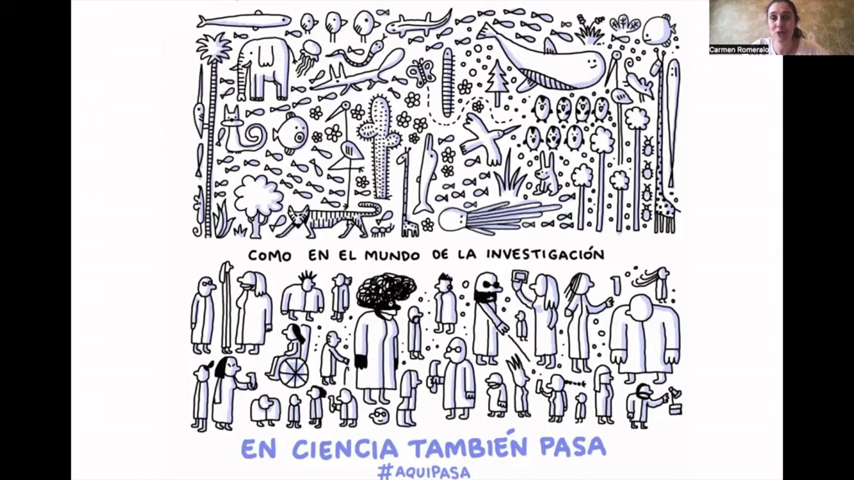 Carmen Romeralo
COMO EN EL MUNDO DE LA INVESTIGACIÓN
EN CIENCIA TAMBIÉN PASA
#AQUIPASA